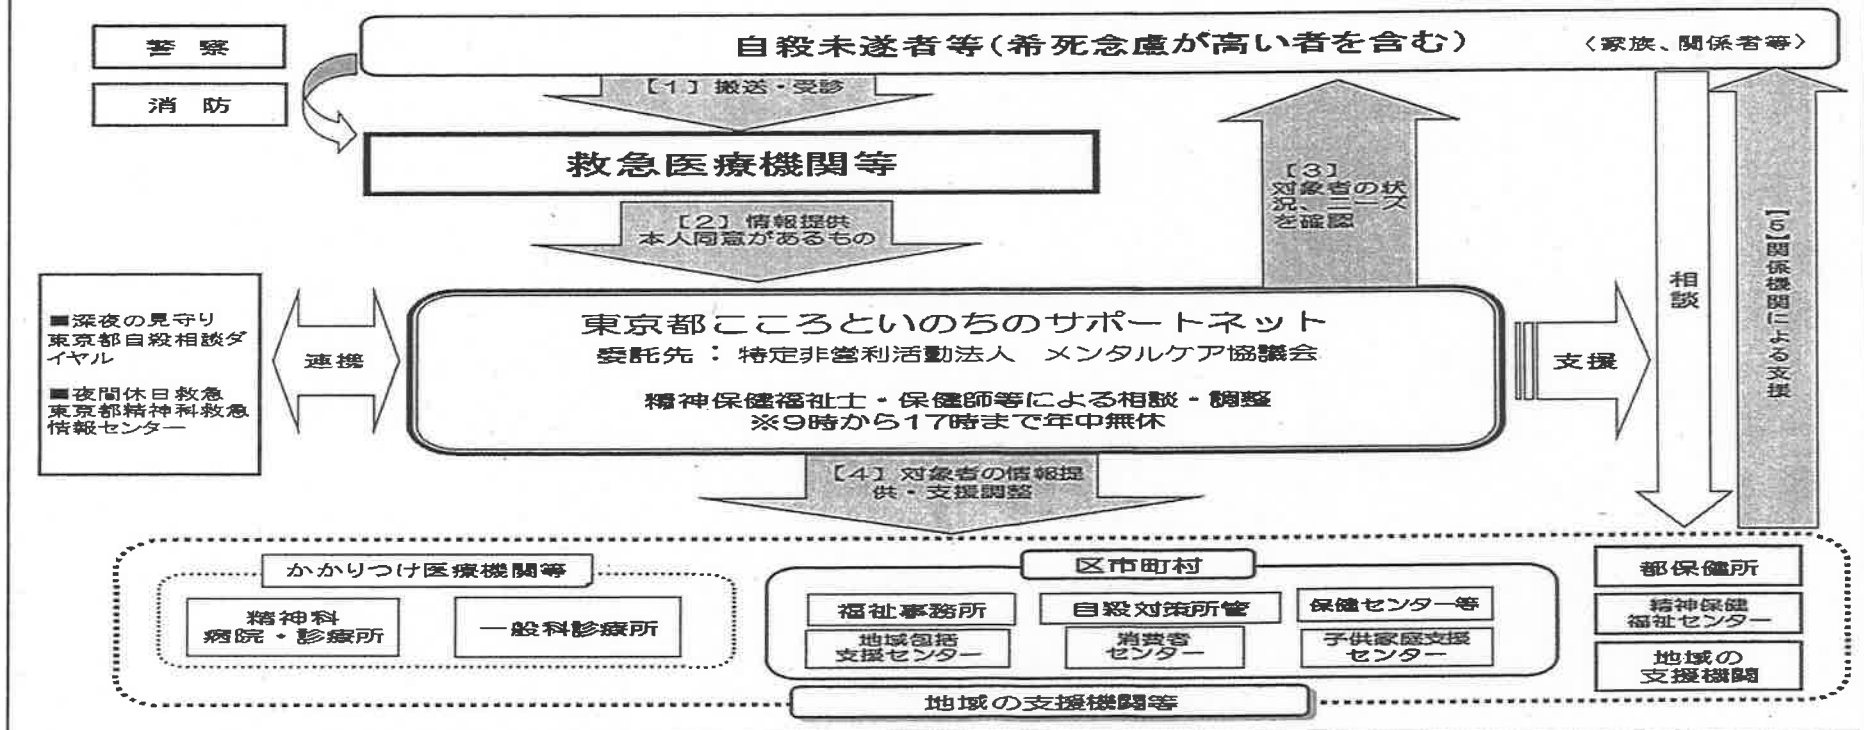 警察
消防
自殺未遂者等(希死念慮が高い者を含む)
〈家族、関係者等〉
【1】搬送・受診
救急医療機関等
【2】情報提供
本人同意があるもの
【3】
対象者の状
況、ニーズ
を確認
相談
【5】関係機関による支援
■深夜の見守り
東京都自殺相談ダ
イヤル
■夜間休日救急
東京都精神科救急
情報センター
連携
東京都こころといのちのサポートネット
委託先：特定非営利活動法人　メンタルケア協議会
精神保健福祉士・保健師等による相談・調整
※9時から17時まで年中無休
支援
【4】対象者の情報提
供・支援調整
かかりつけ医療機関等
精神科
病院・診療所
一般科診療所
区市町村
福祉事務所
自殺対策所管
保健センター等
地域包括
支援センター
消費者
センター
子供家庭支援
センター
都保健所
精神保健
福祉センター
地域の
支援機関
地域の支援機関等